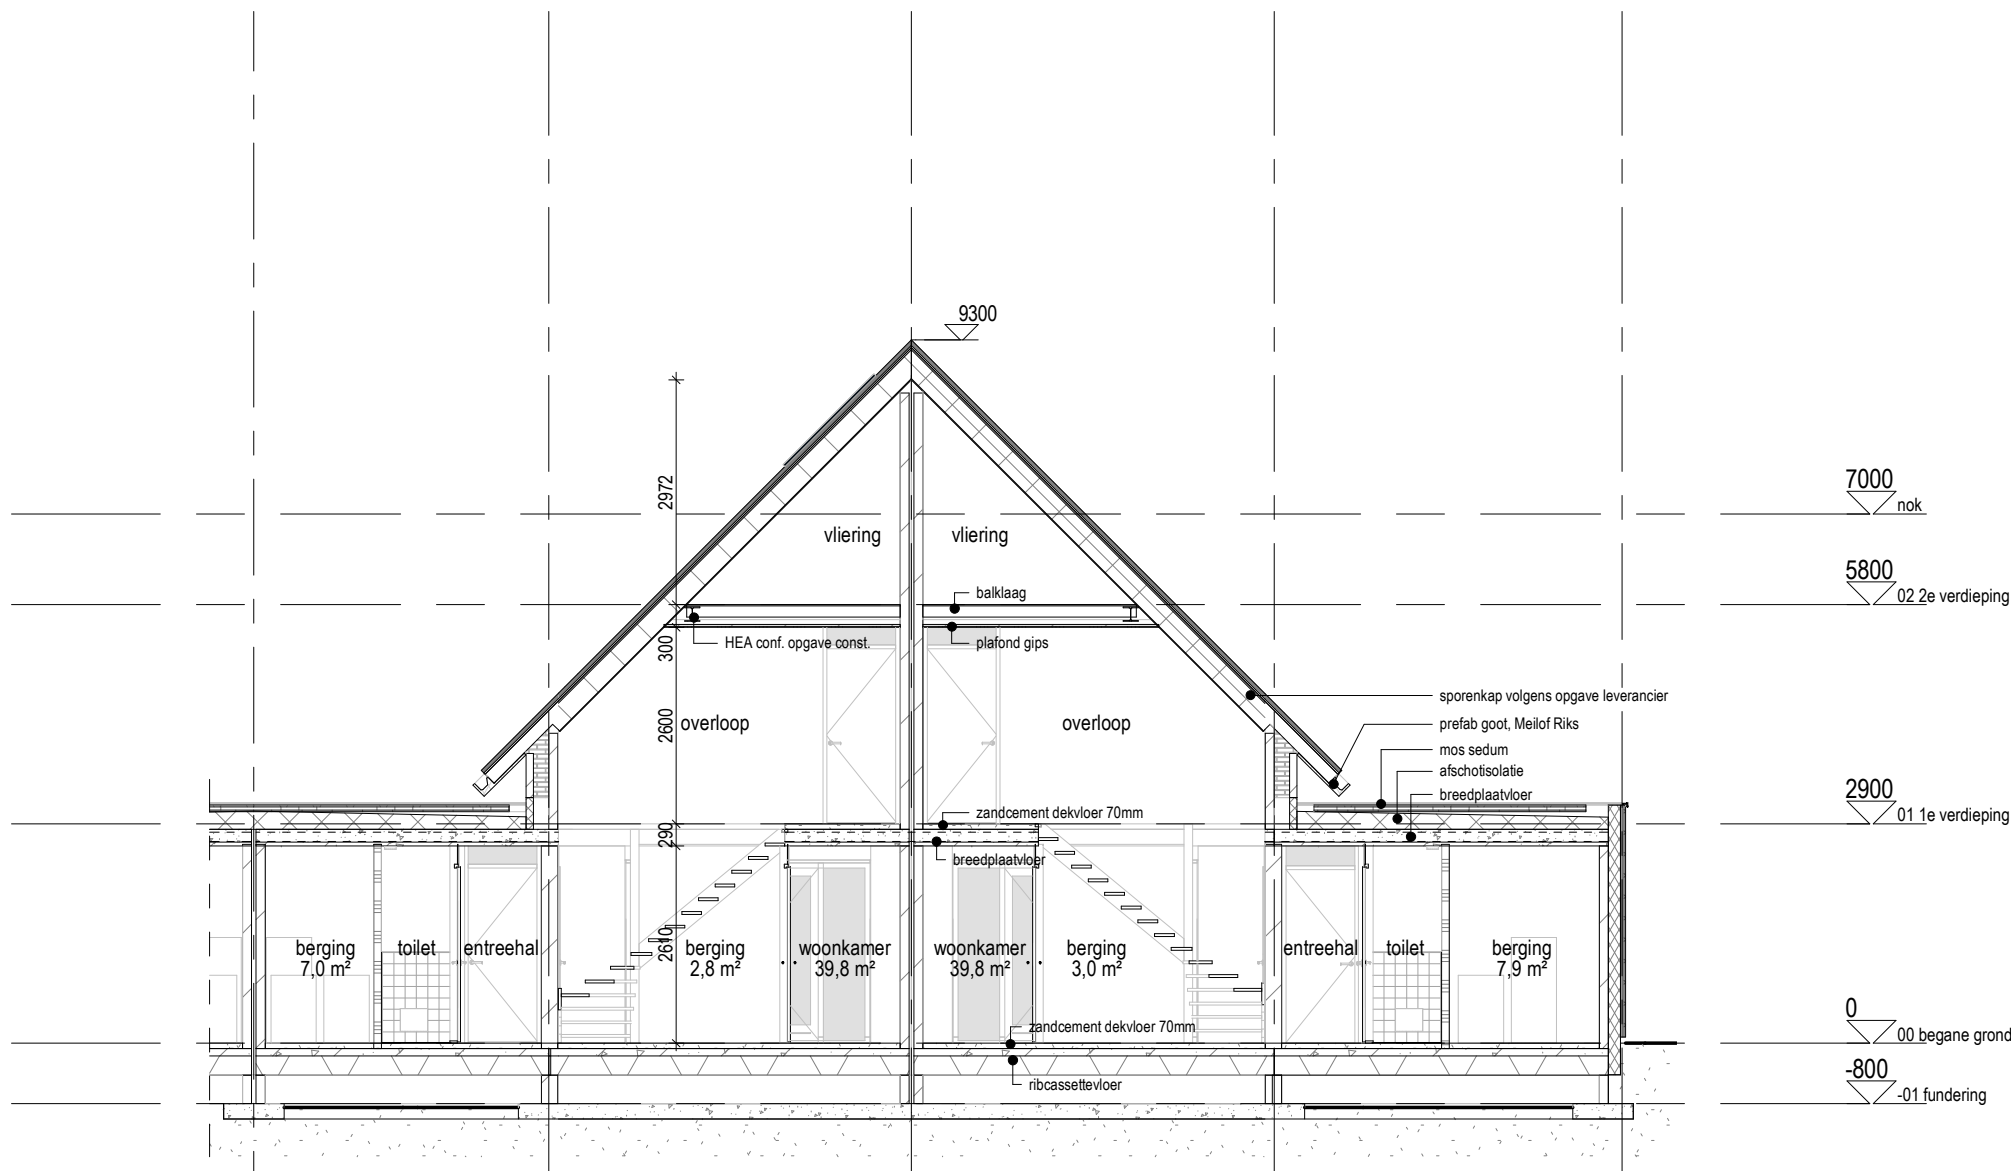 9300
2972
7000
nok
vliering
vliering
5800
02 2e verdieping
balklaag
HEA conf. opgave const.
plafond gips
300
sporenkap volgens opgave leverancier
overloop
overloop
2600
prefab goot, Meilof Riks
mos sedum
afschotisolatie
breedplaatvloer
2900
01 1e verdieping
zandcement dekvloer 70mm
290
breedplaatvloer
2610
berging
7,0 m²
toilet
entreehal
berging
2,8 m²
woonkamer
39,8 m²
woonkamer
39,8 m²
berging
3,0 m²
entreehal
toilet
berging
7,9 m²
0
00 begane grond
zandcement dekvloer 70mm
ribcassettevloer
-800
-01 fundering